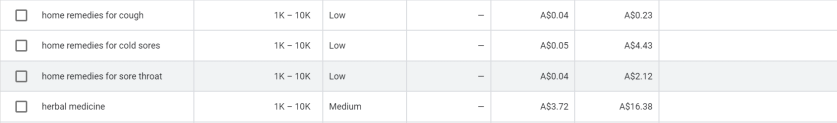 home remedies for cough 1K – 10K Low — A$0.04 A$0.23
home remedies for cold sores 1K – 10K Low — A$0.05 A$4.43
home remedies for sore throat 1K – 10K Low — A$0.04 A$2.12
herbal medicine 1K – 10K Medium — A$3.72 A$16.38